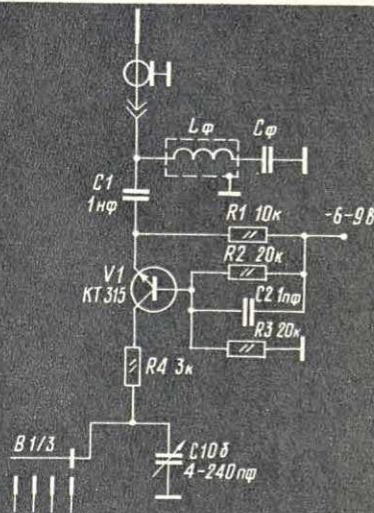 Lф Cф
C1
1нф
R1 10к
-6-9в
R2 20к
V1
КТ315
C2 1пф
R3 20к
R4 3к
В1/3
C10б
4-240пф